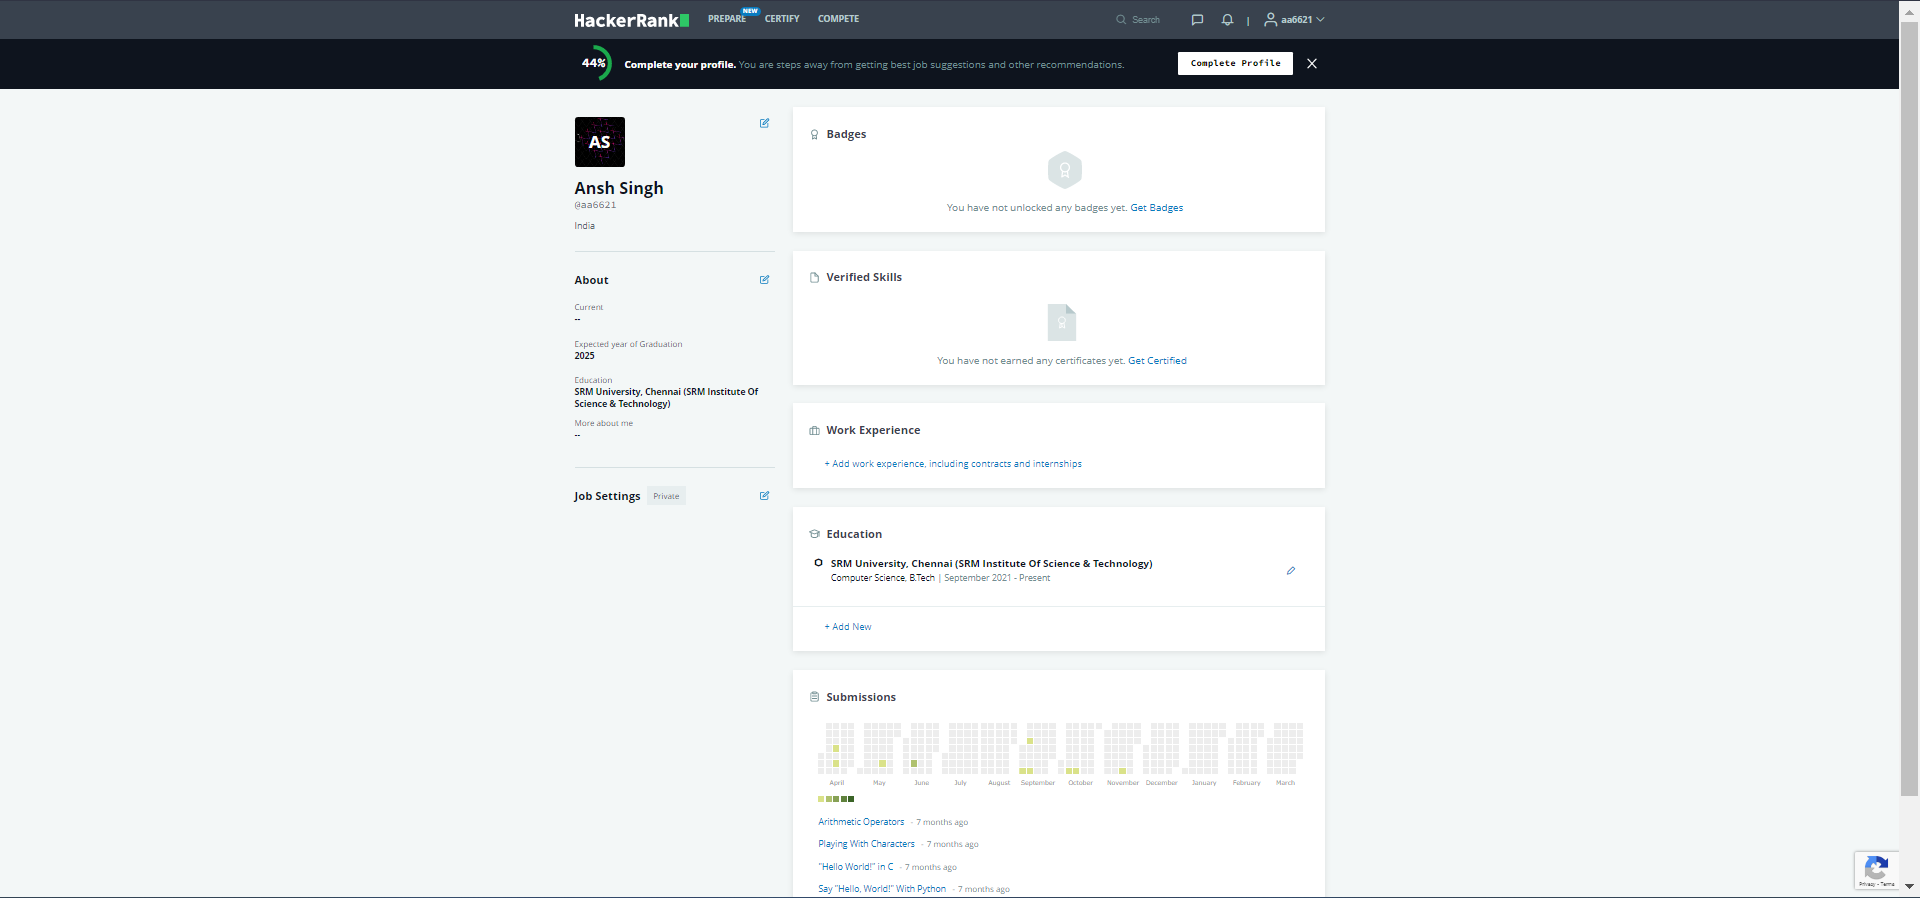 HackerRank PREPARE NEW CERTIFY COMPETE Search | aa6621
44% Complete your profile. You are steps away from getting best job suggestions and other recommendations. Complete Profile
AS
Ansh Singh
@aa6621
India
About
Current
--
Expected year of Graduation
2025
Education
SRM University, Chennai (SRM Institute Of
Science & Technology)
More about me
--
Job Settings Private
Badges
You have not unlocked any badges yet. Get Badges
Verified Skills
You have not earned any certificates yet. Get Certified
Work Experience
+ Add work experience, including contracts and internships
Education
SRM University, Chennai (SRM Institute Of Science & Technology)
Computer Science, B.Tech | September 2021 - Present
+ Add New
Submissions
April May June July August September October November December January February March
Arithmetic Operators - 7 months ago
Playing With Characters - 7 months ago
"Hello World!" in C - 7 months ago
Say "Hello, World!" With Python - 7 months ago
Privacy - Terms